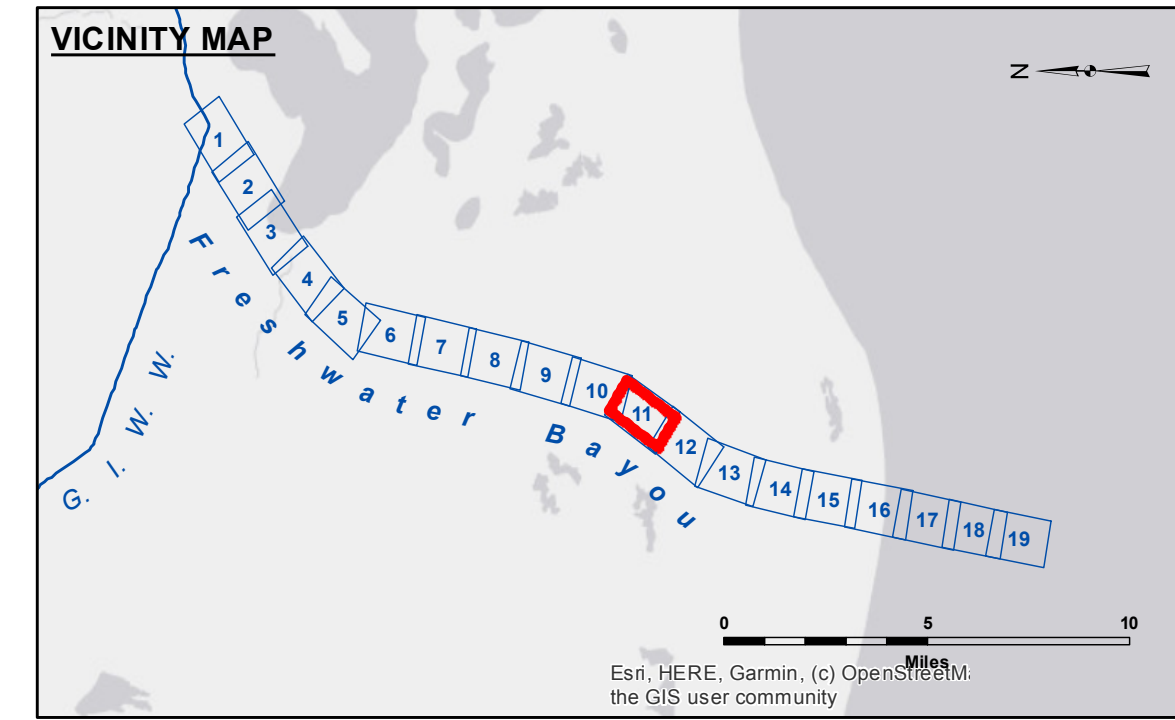 VICINITY MAP
N
1
2
3
4
5
6
7
8
9
10
11
12
13
14
15
16
17
18
19
Freshwater Bayou
G. I. W. W.
0 5 10
Miles
Esri, HERE, Garmin, (c) OpenStreetM
the GIS user community